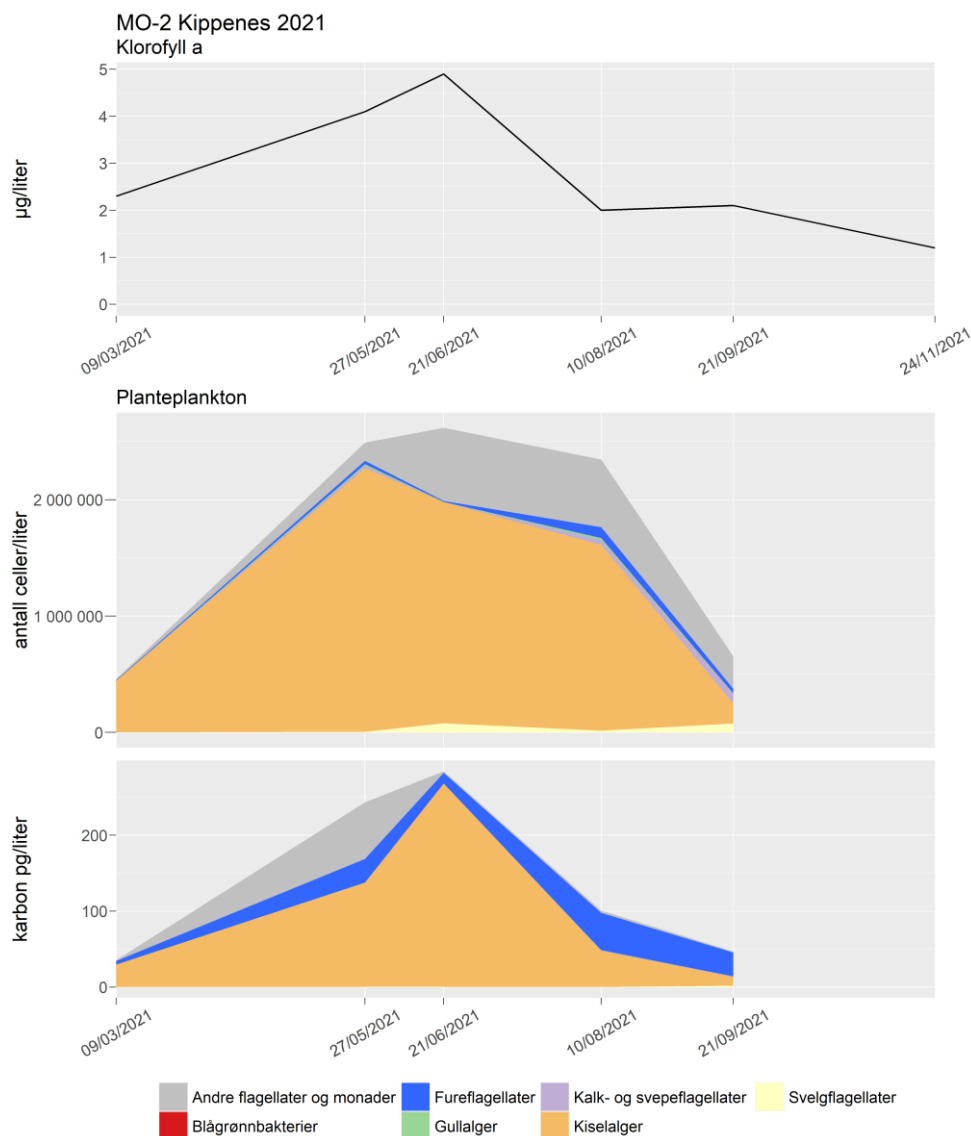 MO-2 Kippenes 2021
Klorofyll a
5
4
3
2
1
0
µg/liter
09/03/2021
27/05/2021
21/06/2021
10/08/2021
21/09/2021
24/11/2021
Planteplankton
2 000 000
1 000 000
0
antall celler/liter
200
100
0
karbon pg/liter
09/03/2021
27/05/2021
21/06/2021
10/08/2021
21/09/2021
Andre flagellater og monader
Fureflagellater
Kalk- og svepeflagellater
Svelgflagellater
Blågrønnbakterier
Gullalger
Kiselalger